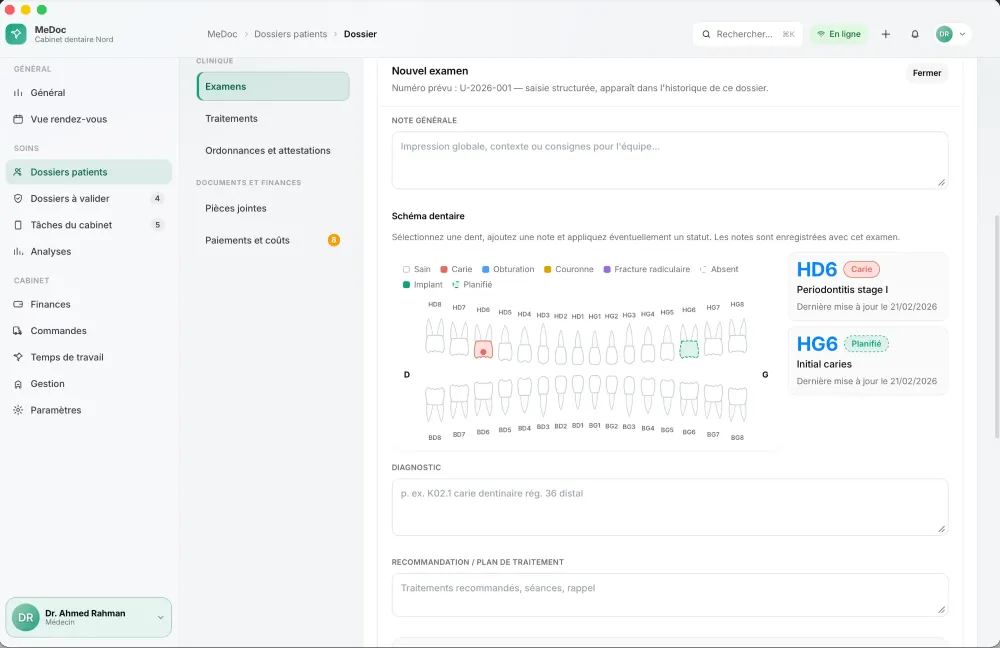 MeDoc
Cabinet dentaire Nord
MeDoc › Dossiers patients › Dossier
Rechercher... ⌘K
En ligne
DR
GÉNÉRAL
Général
Vue rendez-vous
SOINS
Dossiers patients
Dossiers à valider 4
Tâches du cabinet 5
Analyses
CABINET
Finances
Commandes
Temps de travail
Gestion
Paramètres
DR
Dr. Ahmed Rahman
Médecin
CLINIQUE
Examens
Traitements
Ordonnances et attestations
DOCUMENTS ET FINANCES
Pièces jointes
Paiements et coûts 8
Nouvel examen
Fermer
Numéro prévu : U-2026-001 — saisie structurée, apparaît dans l'historique de ce dossier.
NOTE GÉNÉRALE
Impression globale, contexte ou consignes pour l'équipe...
Schéma dentaire
Sélectionnez une dent, ajoutez une note et appliquez éventuellement un statut. Les notes sont enregistrées avec cet examen.
Sain Carie Obturation Couronne Fracture radiculaire Absent
Implant Planifié
HD8 HD7 HD6 HD5 HD4 HD3 HD2 HD1 HG1 HG2 HG3 HG4 HG5 HG6 HG7 HG8
D G
BD8 BD7 BD6 BD5 BD4 BD3 BD2 BD1 BG1 BG2 BG3 BG4 BG5 BG6 BG7 BG8
HD6 Carie
Periodontitis stage I
Dernière mise à jour le 21/02/2026
HG6 Planifié
Initial caries
Dernière mise à jour le 21/02/2026
DIAGNOSTIC
p. ex. K02.1 carie dentinaire rég. 36 distal
RECOMMANDATION / PLAN DE TRAITEMENT
Traitements recommandés, séances, rappel